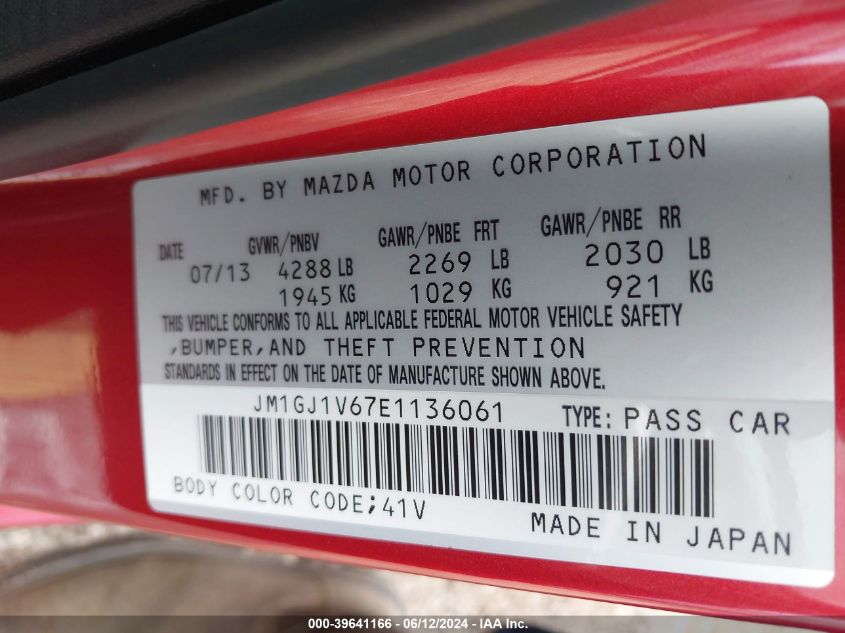 MFD. BY MAZDA MOTOR CORPORATION
DATE GVWR/PNBV GAWR/PNBE FRT GAWR/PNBE RR
07/13 4288 LB 2269 LB 2030 LB
1945 KG 1029 KG 921 KG
THIS VEHICLE CONFORMS TO ALL APPLICABLE FEDERAL MOTOR VEHICLE SAFETY
,BUMPER,AND THEFT PREVENTION
STANDARDS IN EFFECT ON THE DATE OF MANUFACTURE SHOWN ABOVE.
JM1GJ1V67E1136061 TYPE: PASS CAR
BODY COLOR CODE;41V
MADE IN JAPAN
000-39641166 - 06/12/2024 - IAA Inc.